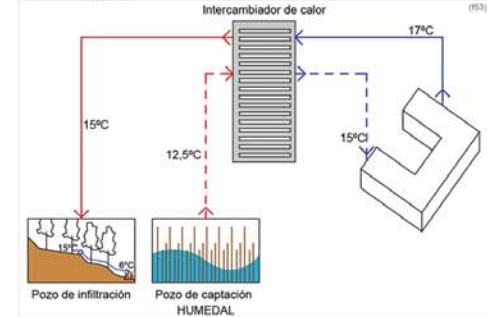 Intercambiador de calor
(f53)
17ºC
15ºC
15ºC
12,5ºC
15ºC
6ºC
Pozo de infiltración
Pozo de captación
HUMEDAL